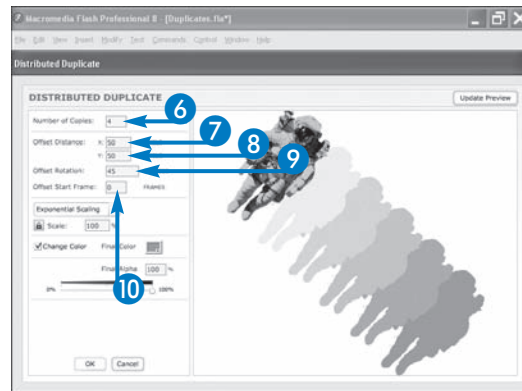 Macromedia Flash Professional 8 - [Duplicates.fla*]
File Edit View Insert Modify Text Commands Control Window Help
Distributed Duplicate
DISTRIBUTED DUPLICATE
Update Preview
Number of Copies: 4
6
Offset Distance: X: 50
7
Y: 50
8
Offset Rotation: 45
9
Offset Start Frame: 0 FRAMES
Exponential Scaling
Scale: 100 %
Change Color Final Color
Final Alpha 100 %
10
0% 100%
OK Cancel